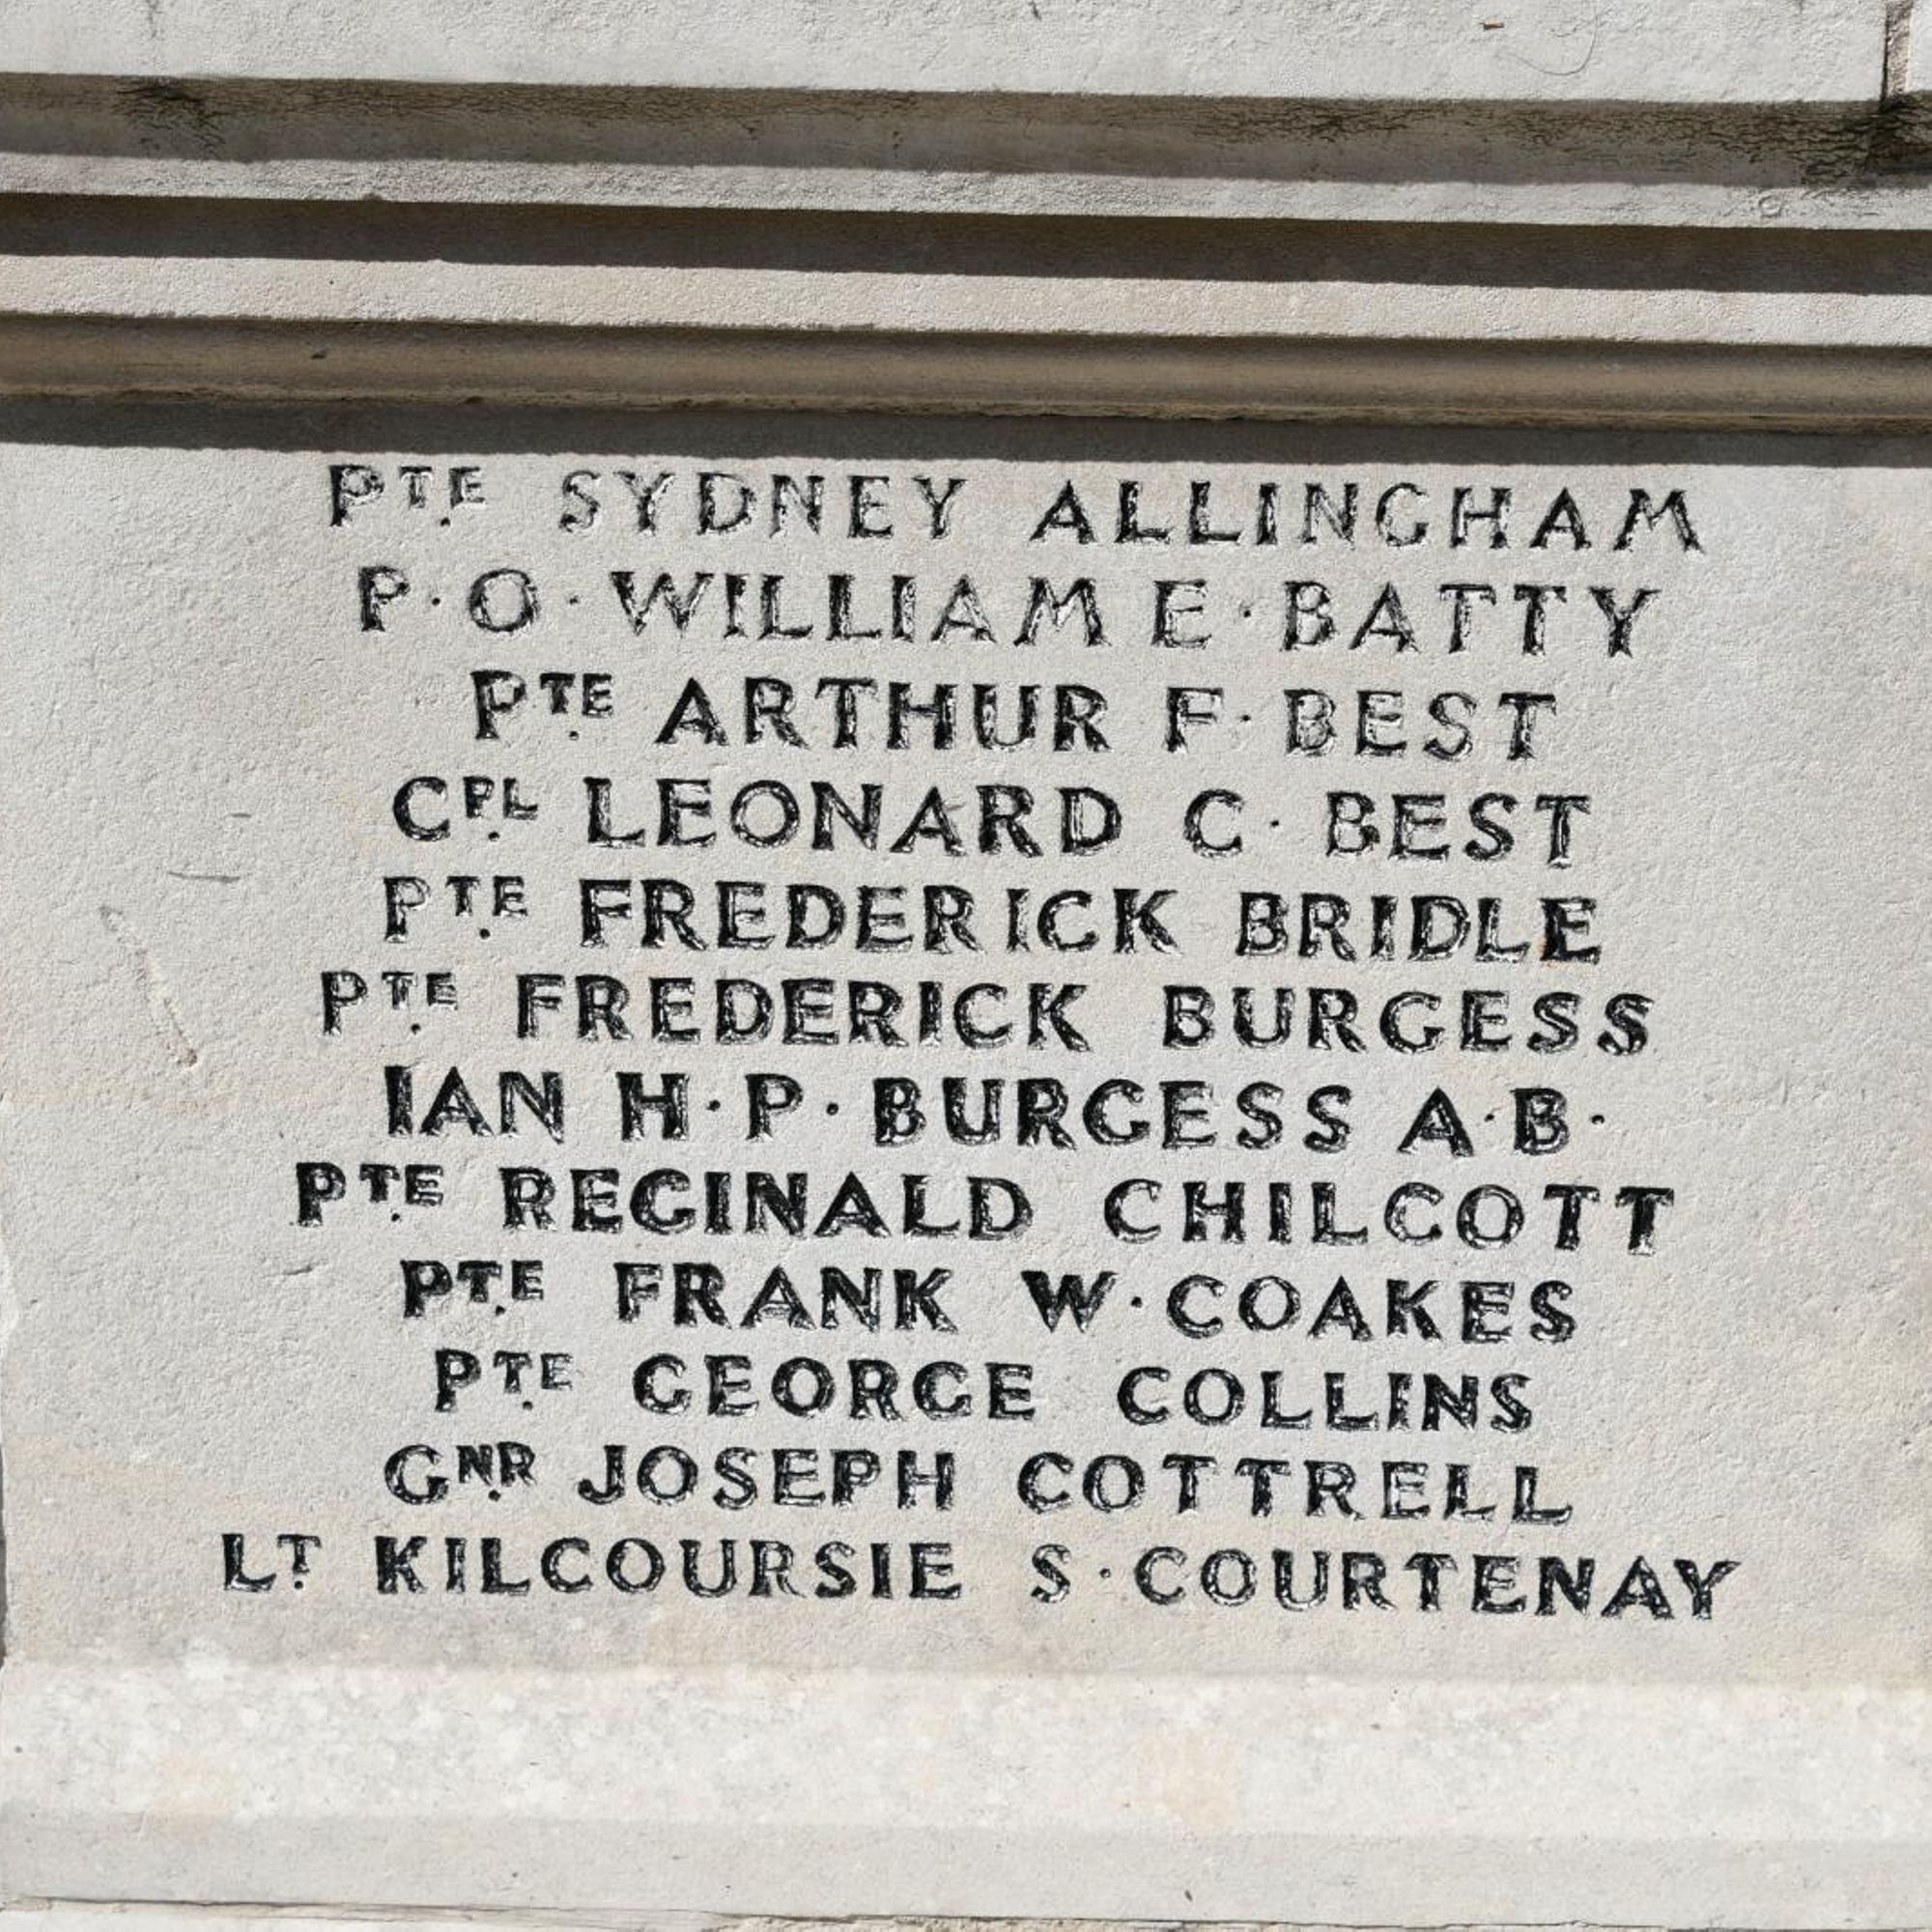 PTE. SYDNEY ALLINGHAM
P·O· WILLIAM E·BATTY
PTE. ARTHUR F·BEST
CPL. LEONARD C·BEST
PTE. FREDERICK BRIDLE
PTE. FREDERICK BURGESS
IAN H·P·BURGESS A·B·
PTE. REGINALD CHILCOTT
PTE. FRANK W·COAKES
PTE. GEORGE COLLINS
GNR. JOSEPH COTTRELL
LT. KILCOURSIE S·COURTENAY